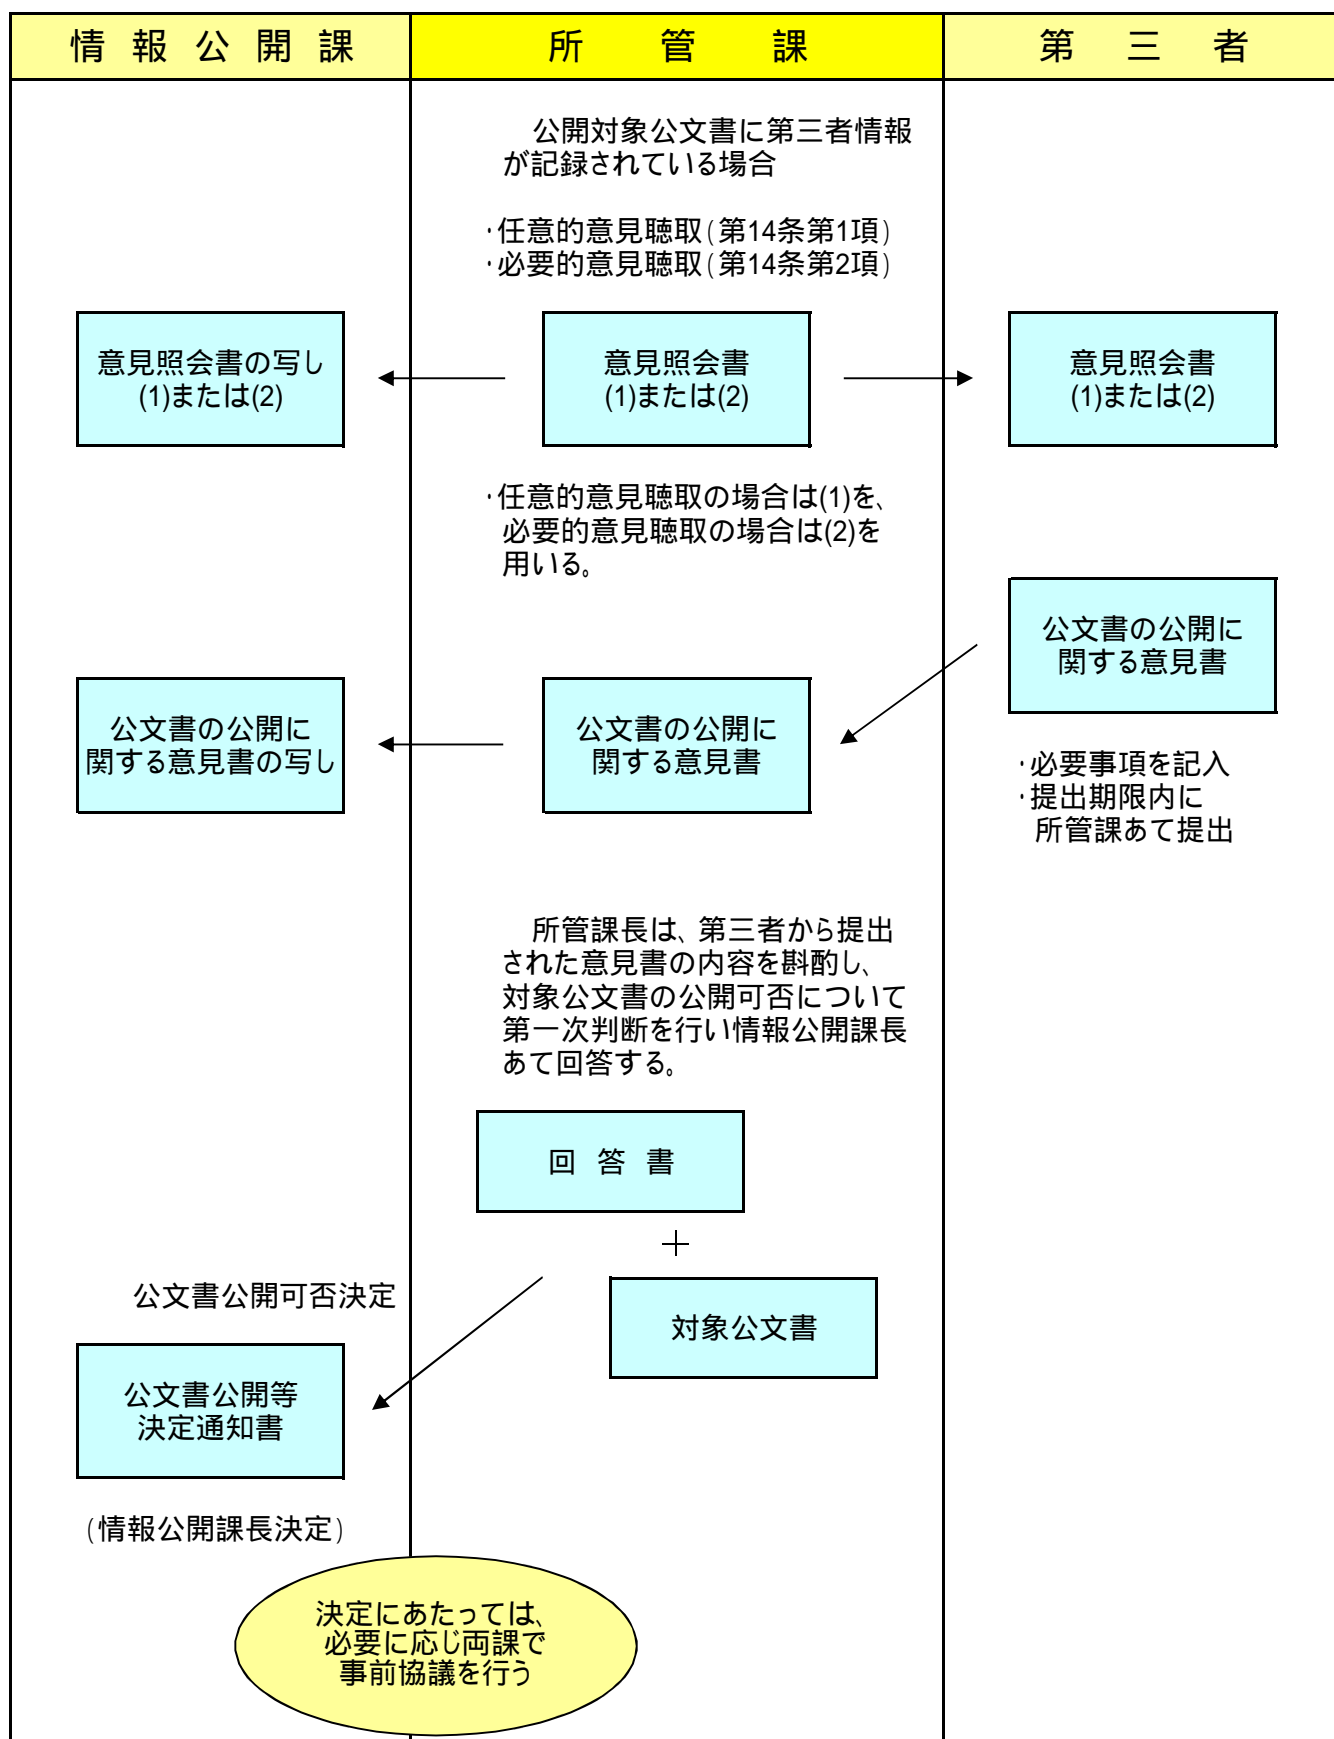 情報公開課
所管課
第三者
公開対象公文書に第三者情報
が記録されている場合
・任意的意見聴取(第14条第1項)
・必要的意見聴取(第14条第2項)
意見照会書の写し
(1)または(2)
意見照会書
(1)または(2)
意見照会書
(1)または(2)
・任意的意見聴取の場合は(1)を、
必要的意見聴取の場合は(2)を
用いる。
公文書の公開に
関する意見書
公文書の公開に
関する意見書の写し
公文書の公開に
関する意見書
・必要事項を記入
・提出期限内に
所管課あて提出
所管課長は、第三者から提出
された意見書の内容を斟酌し、
対象公文書の公開可否について
第一次判断を行い情報公開課長
あて回答する。
回答書
＋
対象公文書
公文書公開可否決定
公文書公開等
決定通知書
(情報公開課長決定)
決定にあたっては、
必要に応じ両課で
事前協議を行う